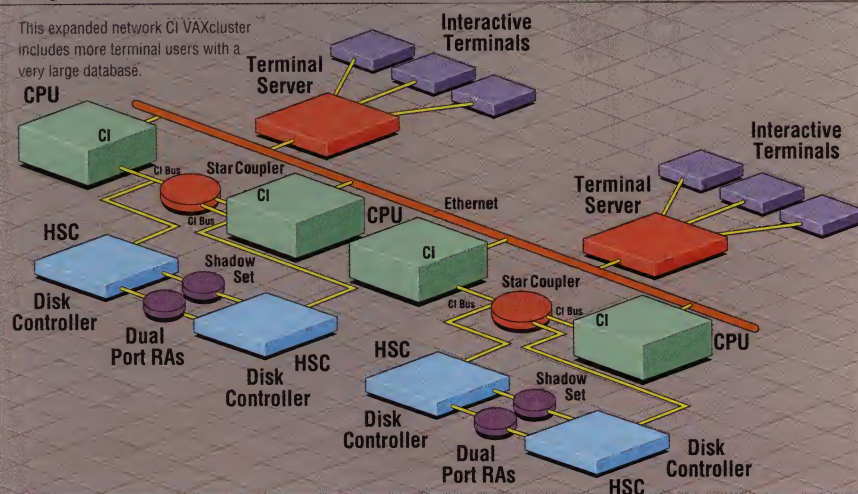 This expanded network CI VAXcluster
includes more terminal users with a
very large database.
CPU
CI
CI Bus
Star Coupler
Terminal
Server
Interactive
Terminals
CI
CPU
CI Bus
Ethernet
HSC
Disk
Controller
Shadow
Set
Dual
Port RAs
HSC
Disk
Controller
Terminal
Server
Interactive
Terminals
CI
CI Bus
Star Coupler
CI Bus
CI
CPU
HSC
Disk
Controller
Shadow
Set
Dual
Port RAs
Disk
Controller
HSC